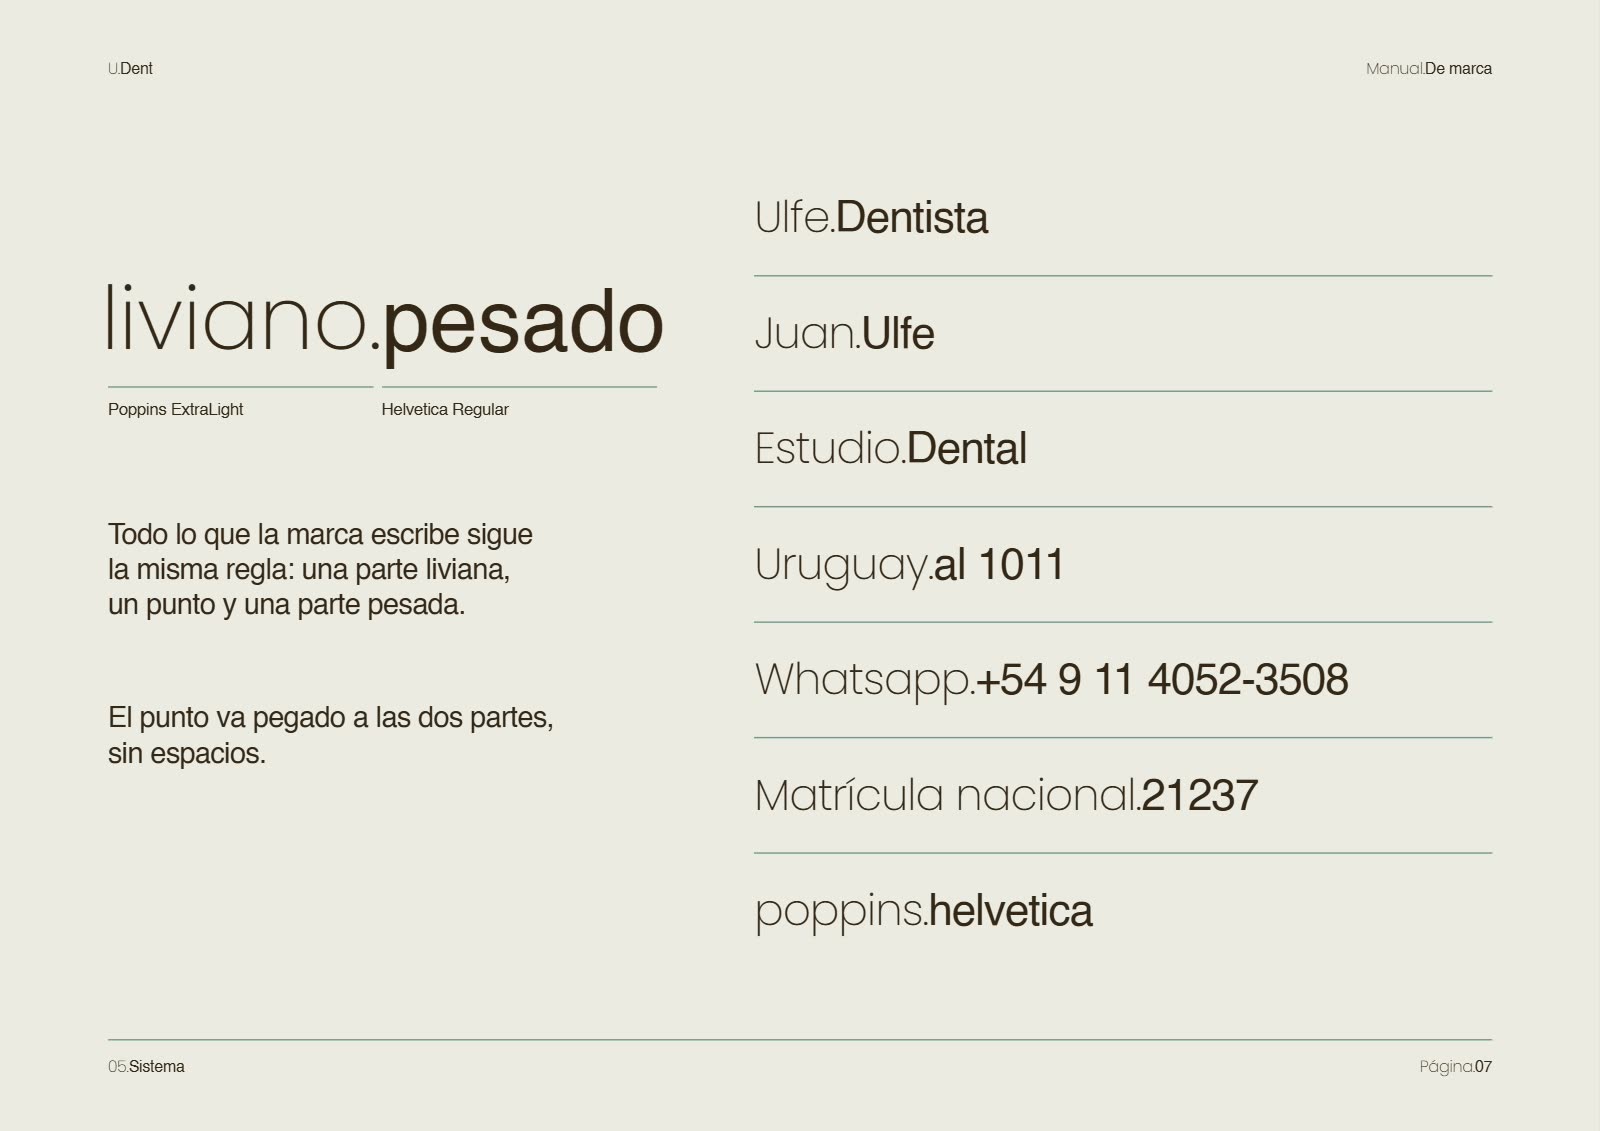 U.Dent
Manual.De marca
liviano.pesado
Poppins ExtraLight
Helvetica Regular
Todo lo que la marca escribe sigue
la misma regla: una parte liviana,
un punto y una parte pesada.
El punto va pegado a las dos partes,
sin espacios.
Ulfe.Dentista
Juan.Ulfe
Estudio.Dental
Uruguay.al 1011
Whatsapp.+54 9 11 4052-3508
Matrícula nacional.21237
poppins.helvetica
05.Sistema
Página.07